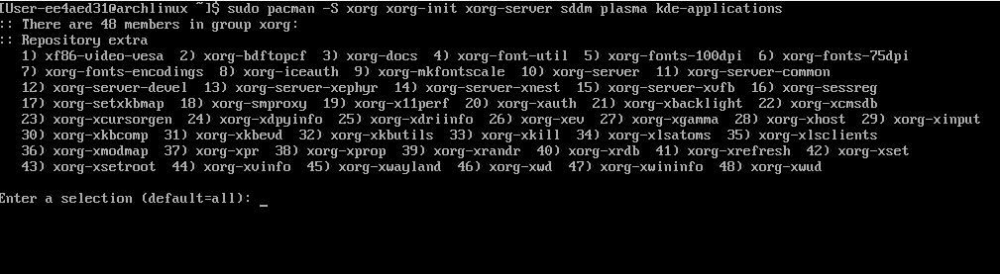 [User-ee4aed31@archlinux ~]$ sudo pacman -S xorg xorg-init xorg-server sddm plasma kde-applications
:: There are 48 members in group xorg:
:: Repository extra
1) xf86-video-vesa 2) xorg-bdftopcf 3) xorg-docs 4) xorg-font-util 5) xorg-fonts-100dpi 6) xorg-fonts-75dpi
7) xorg-fonts-encodings 8) xorg-iceauth 9) xorg-mkfontscale 10) xorg-server 11) xorg-server-common
12) xorg-server-devel 13) xorg-server-xephyr 14) xorg-server-xnest 15) xorg-server-xvfb 16) xorg-sessreg
17) xorg-setxkbmap 18) xorg-smproxy 19) xorg-x11perf 20) xorg-xauth 21) xorg-xbacklight 22) xorg-xcmsdb
23) xorg-xcursorgen 24) xorg-xdpyinfo 25) xorg-xdriinfo 26) xorg-xev 27) xorg-xgamma 28) xorg-xhost 29) xorg-xinput
30) xorg-xkbcomp 31) xorg-xkbevd 32) xorg-xkbutils 33) xorg-xkill 34) xorg-xlsatoms 35) xorg-xlsclients
36) xorg-xmodmap 37) xorg-xpr 38) xorg-xprop 39) xorg-xrandr 40) xorg-xrdb 41) xorg-xrefresh 42) xorg-xset
43) xorg-xsetroot 44) xorg-xvinfo 45) xorg-xwayland 46) xorg-xwd 47) xorg-xwininfo 48) xorg-xwud
Enter a selection (default=all): _